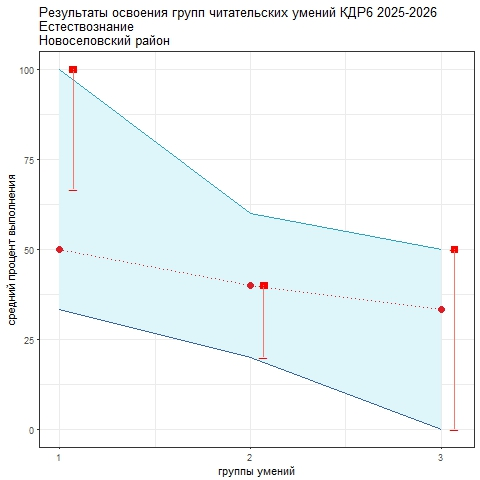 Результаты освоения групп читательских умений КДР6 2025-2026
Естествознание
Новоселовский район
средний процент выполнения
100
75
50
25
0
1
2
3
группы умений